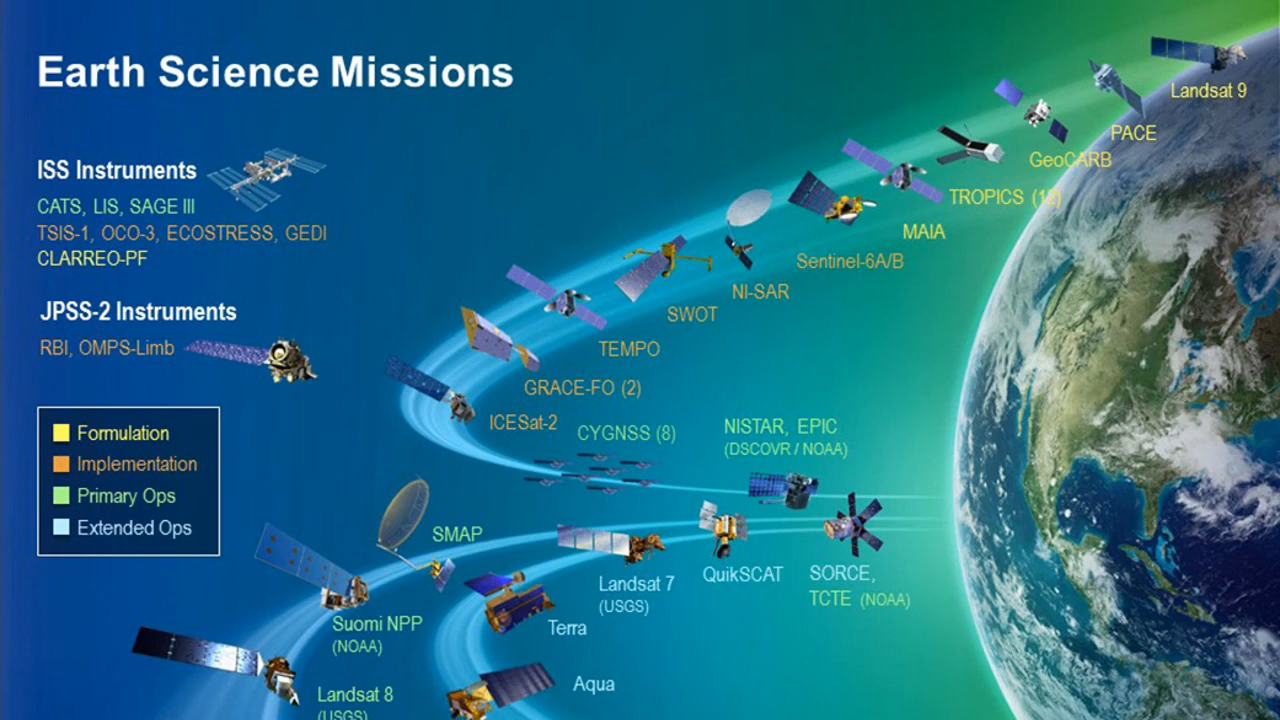 Earth Science Missions
ISS Instruments
CATS, LIS, SAGE III
TSIS-1, OCO-3, ECOSTRESS, GEDI
CLARREO-PF
JPSS-2 Instruments
RBI, OMPS-Limb
Formulation
Implementation
Primary Ops
Extended Ops
Landsat 9
PACE
GeoCARB
TROPICS (12)
MAIA
Sentinel-6A/B
NI-SAR
SWOT
TEMPO
GRACE-FO (2)
ICESat-2
CYGNSS (8)
NISTAR, EPIC
(DSCOVR / NOAA)
SMAP
Landsat 7
(USGS)
QuikSCAT
SORCE,
TCTE (NOAA)
Suomi NPP
(NOAA)
Terra
Landsat 8
(USGS)
Aqua